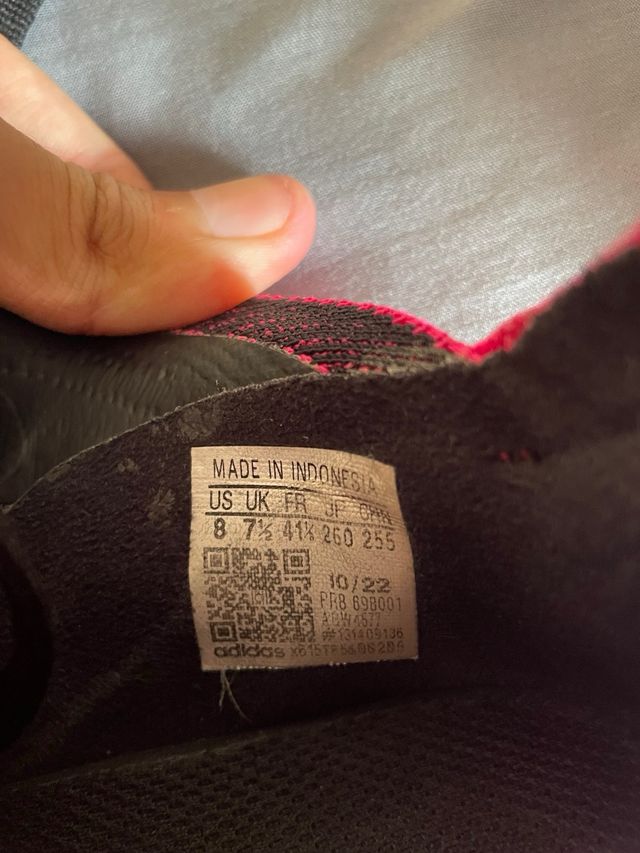 MADE IN INDONESIA
US UK FR JP CHN
8 7½ 41⅓ 260 255
10/22
PRB 698001
#131409136
adidas